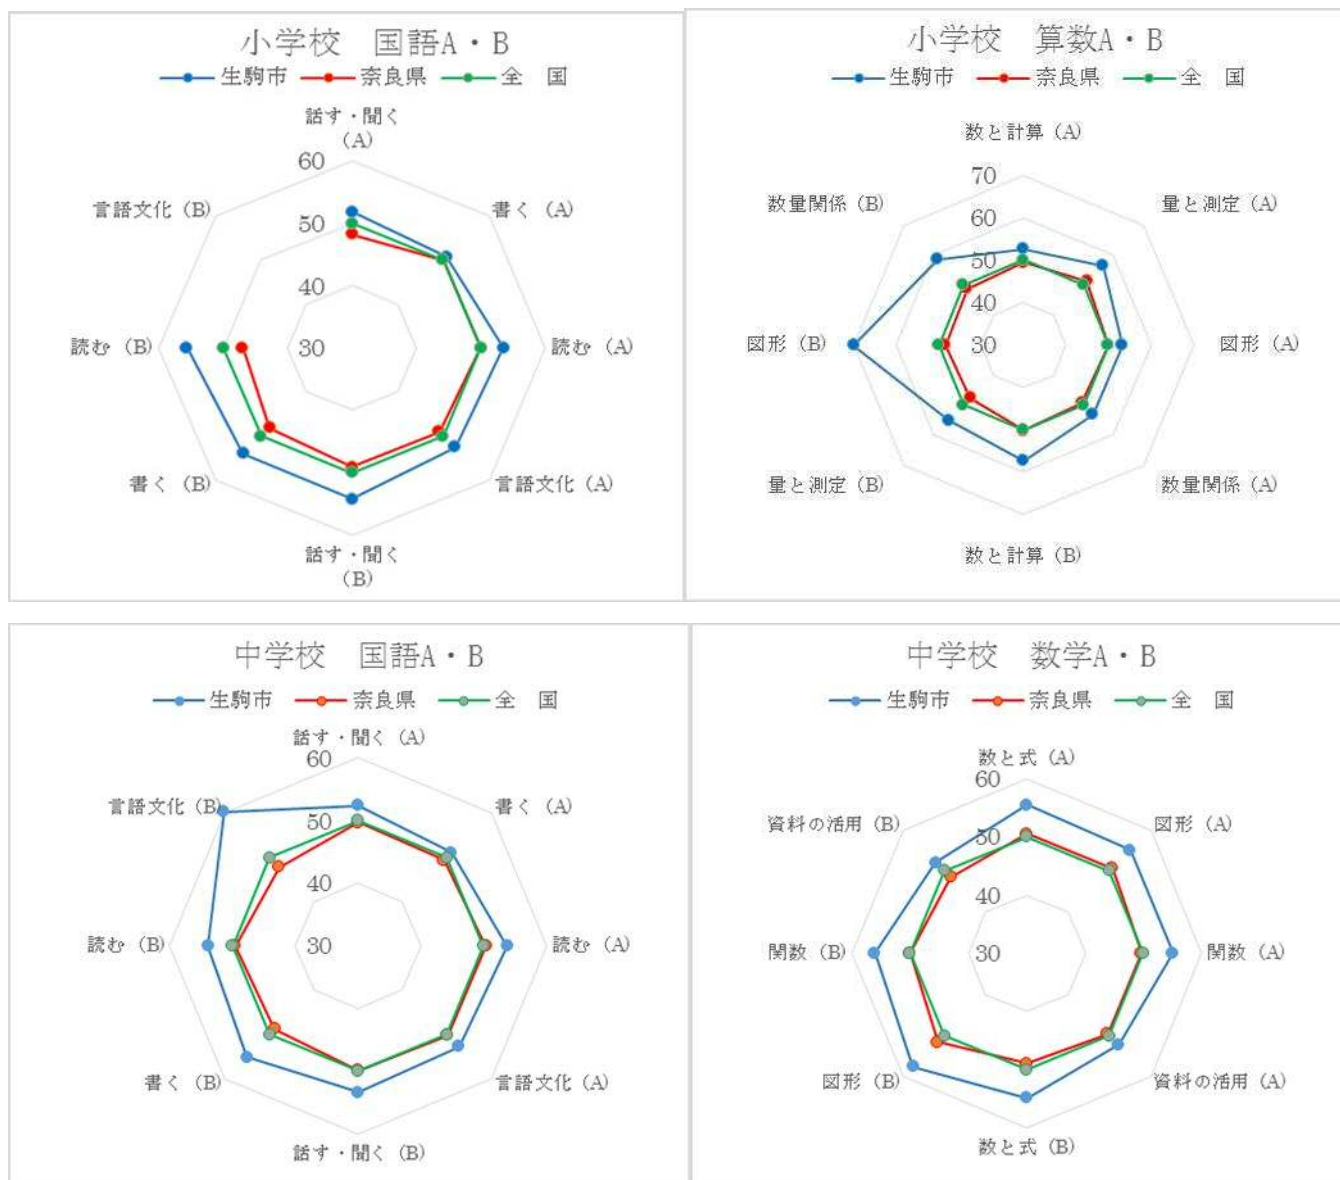 小学校　国語A・B
生駒市 奈良県 全　国
話す・聞く
(A)
60
言語文化 (B)
書く (A)
50
40
読む (B)
30
読む (A)
書く (B)
言語文化 (A)
話す・聞く
(B)
小学校　算数A・B
生駒市 奈良県 全　国
数と計算 (A)
70
数量関係 (B)
量と測定 (A)
60
50
40
図形 (B)
30
図形 (A)
量と測定 (B)
数量関係 (A)
数と計算 (B)
中学校　国語A・B
生駒市 奈良県 全　国
話す・聞く (A)
60
言語文化 (B)
書く (A)
50
40
読む (B)
30
読む (A)
書く (B)
言語文化 (A)
話す・聞く (B)
中学校　数学A・B
生駒市 奈良県 全　国
数と式 (A)
60
資料の活用 (B)
図形 (A)
50
40
関数 (B)
30
関数 (A)
図形 (B)
資料の活用 (A)
数と式 (B)